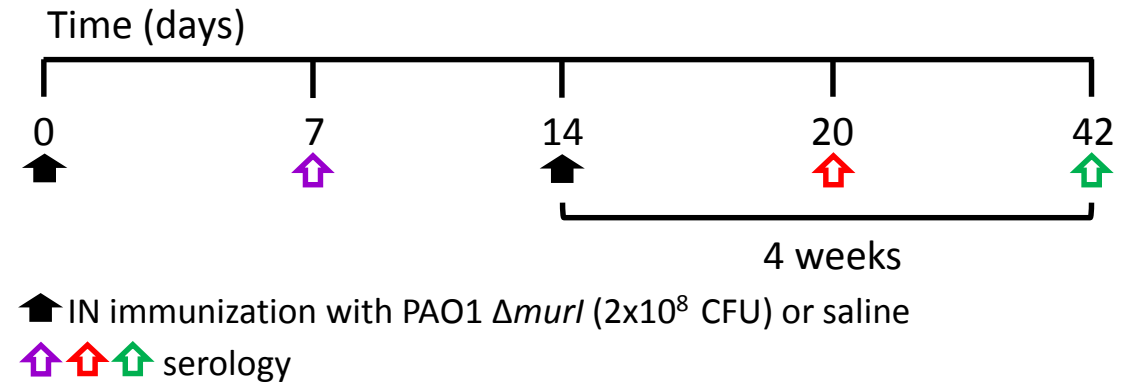 Time (days)
0 7 14 20 42
4 weeks
IN immunization with PAO1 ΔmurI (2x10⁸ CFU) or saline
serology